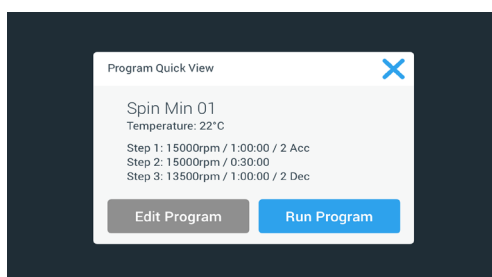 Program Quick View
Spin Min 01
Temperature: 22°C
Step 1: 15000rpm / 1:00:00 / 2 Acc
Step 2: 15000rpm / 0:30:00
Step 3: 13500rpm / 1:00:00 / 2 Dec
Edit Program
Run Program